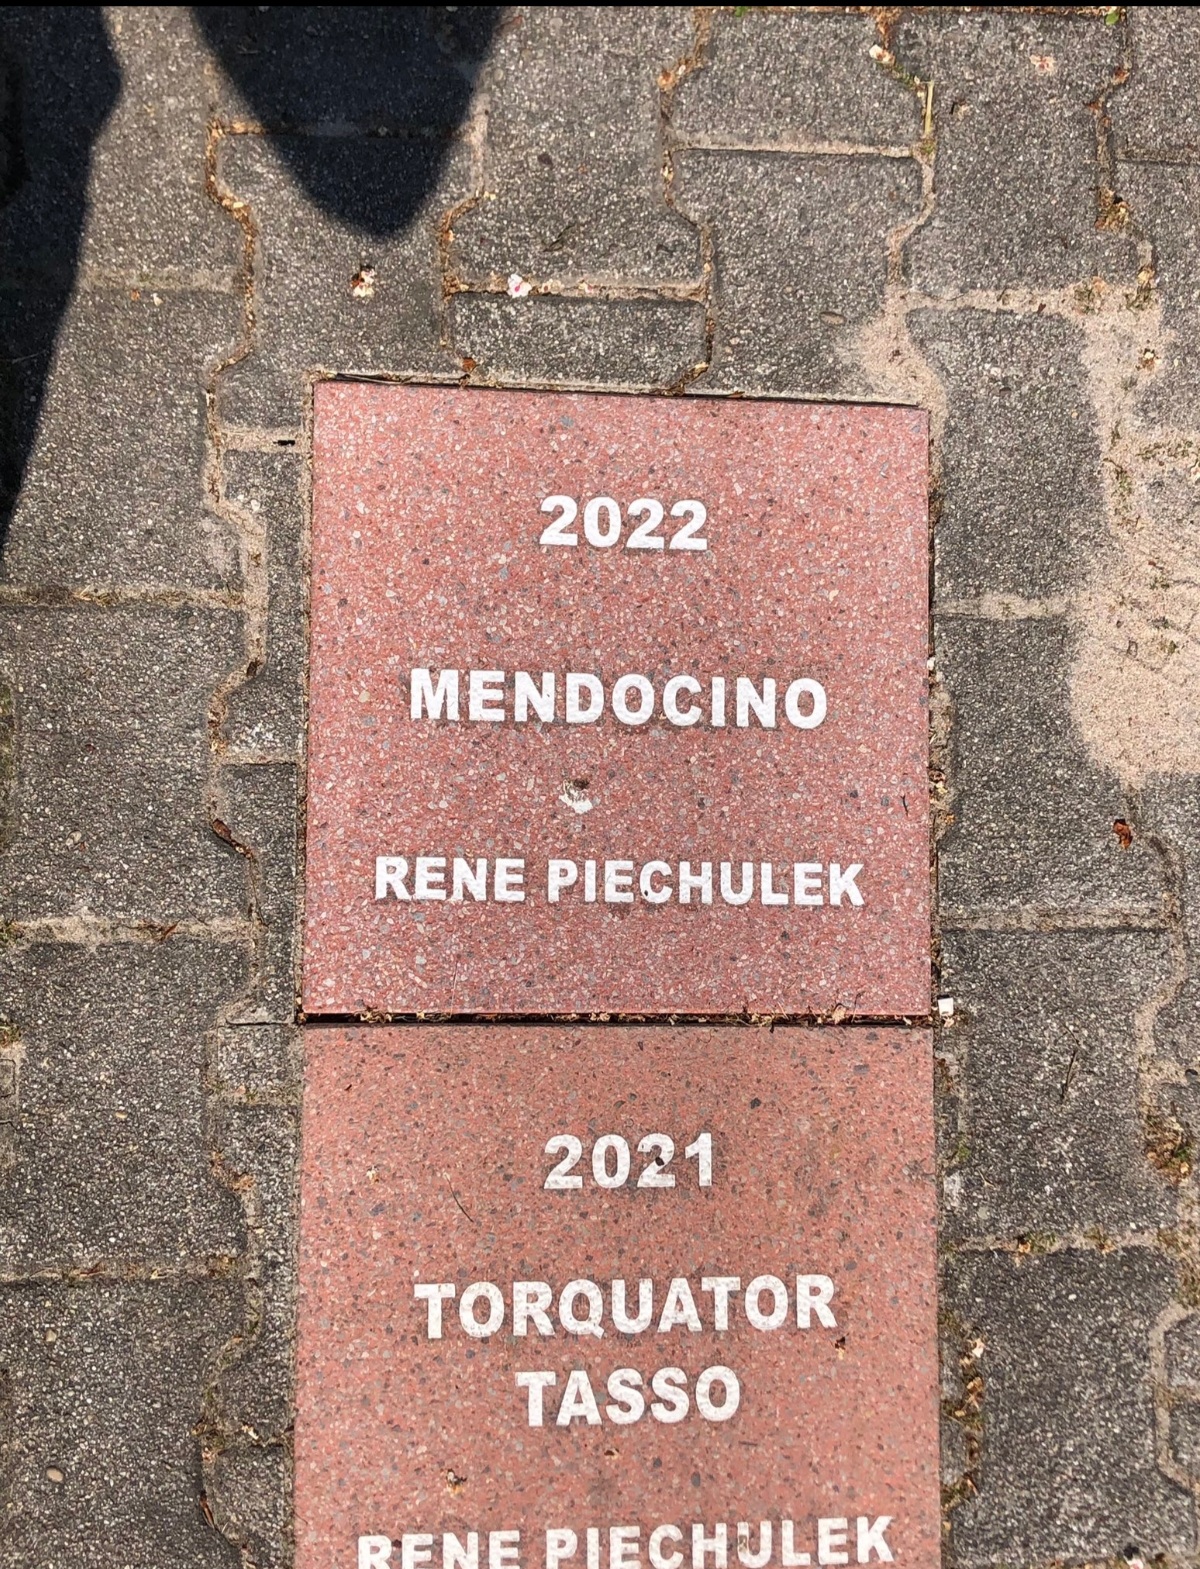 2022
MENDOCINO
RENE PIECHULEK
2021
TORQUATOR
TASSO
RENE PIECHULEK